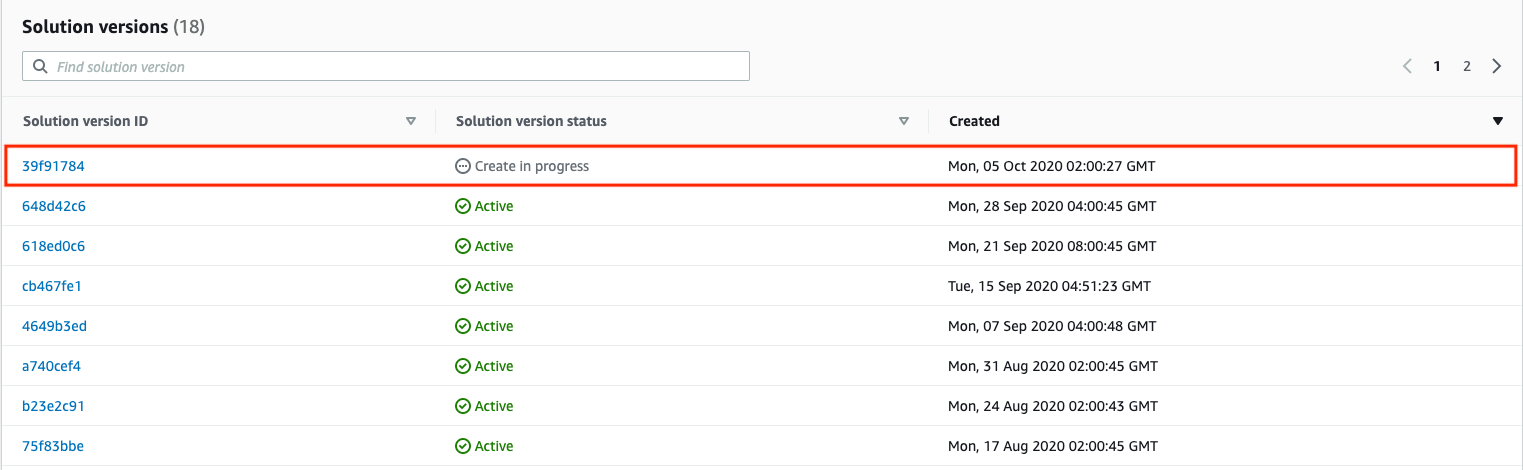 Solution versions (18)
Find solution version
1 2
Solution version ID Solution version status Created
39f91784 Create in progress Mon, 05 Oct 2020 02:00:27 GMT
648d42c6 Active Mon, 28 Sep 2020 04:00:45 GMT
618ed0c6 Active Mon, 21 Sep 2020 08:00:45 GMT
cb467fe1 Active Tue, 15 Sep 2020 04:51:23 GMT
4649b3ed Active Mon, 07 Sep 2020 04:00:48 GMT
a740cef4 Active Mon, 31 Aug 2020 02:00:45 GMT
b23e2c91 Active Mon, 24 Aug 2020 02:00:43 GMT
75f83bbe Active Mon, 17 Aug 2020 02:00:45 GMT